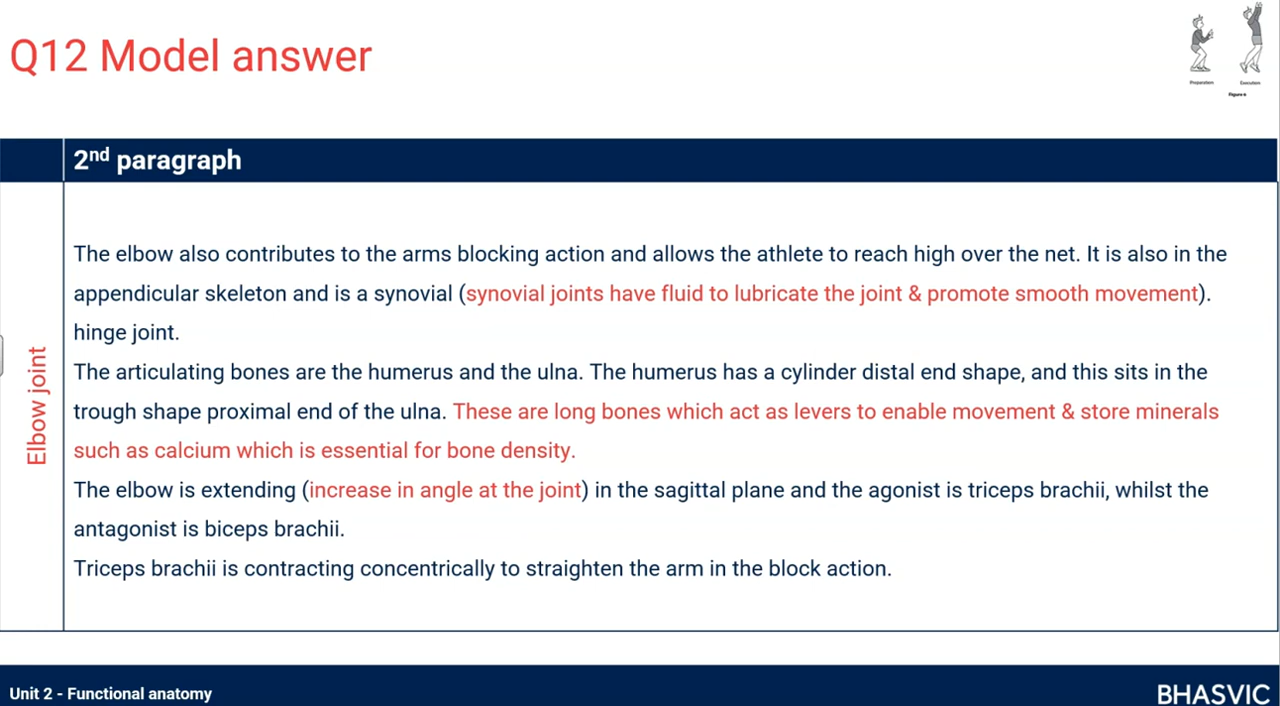 Q12 Model answer
Preparation
Execution
Figure 6
2nd paragraph
Elbow joint
The elbow also contributes to the arms blocking action and allows the athlete to reach high over the net. It is also in the
appendicular skeleton and is a synovial (synovial joints have fluid to lubricate the joint & promote smooth movement).
hinge joint.
The articulating bones are the humerus and the ulna. The humerus has a cylinder distal end shape, and this sits in the
trough shape proximal end of the ulna. These are long bones which act as levers to enable movement & store minerals
such as calcium which is essential for bone density.
The elbow is extending (increase in angle at the joint) in the sagittal plane and the agonist is triceps brachii, whilst the
antagonist is biceps brachii.
Triceps brachii is contracting concentrically to straighten the arm in the block action.
Unit 2 - Functional anatomy
BHASVIC